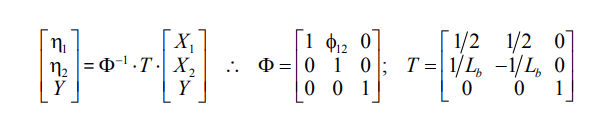 [η₁ η₂ Y] = Φ⁻¹ · T · [X₁ X₂ Y] ∴ Φ = [1 ϕ₁₂ 0; 0 1 0; 0 0 1]; T = [1/2 1/2 0; 1/L_b −1/L_b 0; 0 0 1]